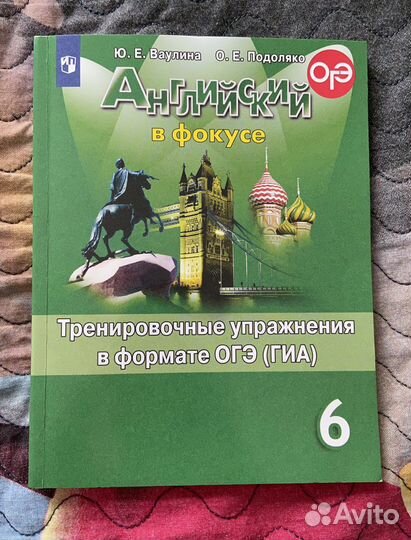 Ю. Е. Ваулина О. Е. Подоляко
ОГЭ
Английский
в фокусе
Тренировочные упражнения
в формате ОГЭ (ГИА)
6
Avito